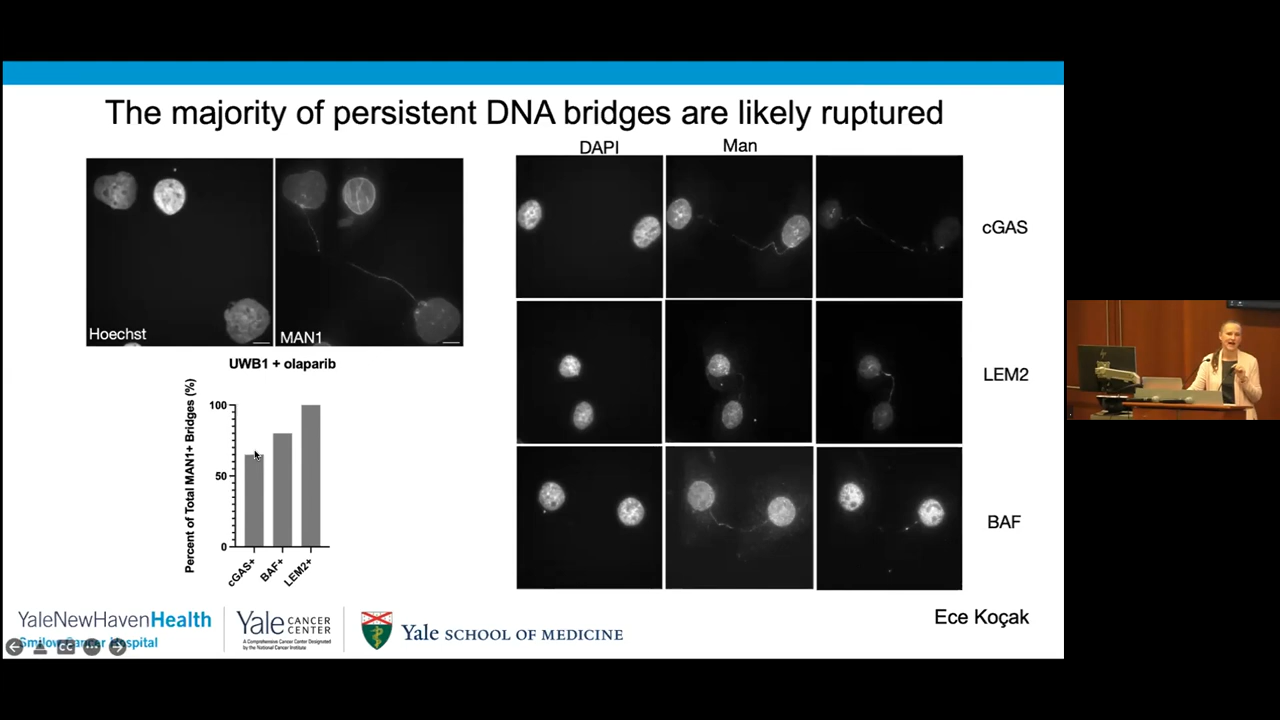 The majority of persistent DNA bridges are likely ruptured
Hoechst
MAN1
UWB1 + olaparib
Percent of Total MAN1+ Bridges (%)
100
50
0
cGAS+
BAF+
LEM2+
DAPI
Man
cGAS
LEM2
BAF
Ece Koçak
YaleNewHavenHealth
Smilow Cancer Hospital
Yale CANCER CENTER
A Comprehensive Cancer Center Designated
by the National Cancer Institute
Yale SCHOOL OF MEDICINE
CC